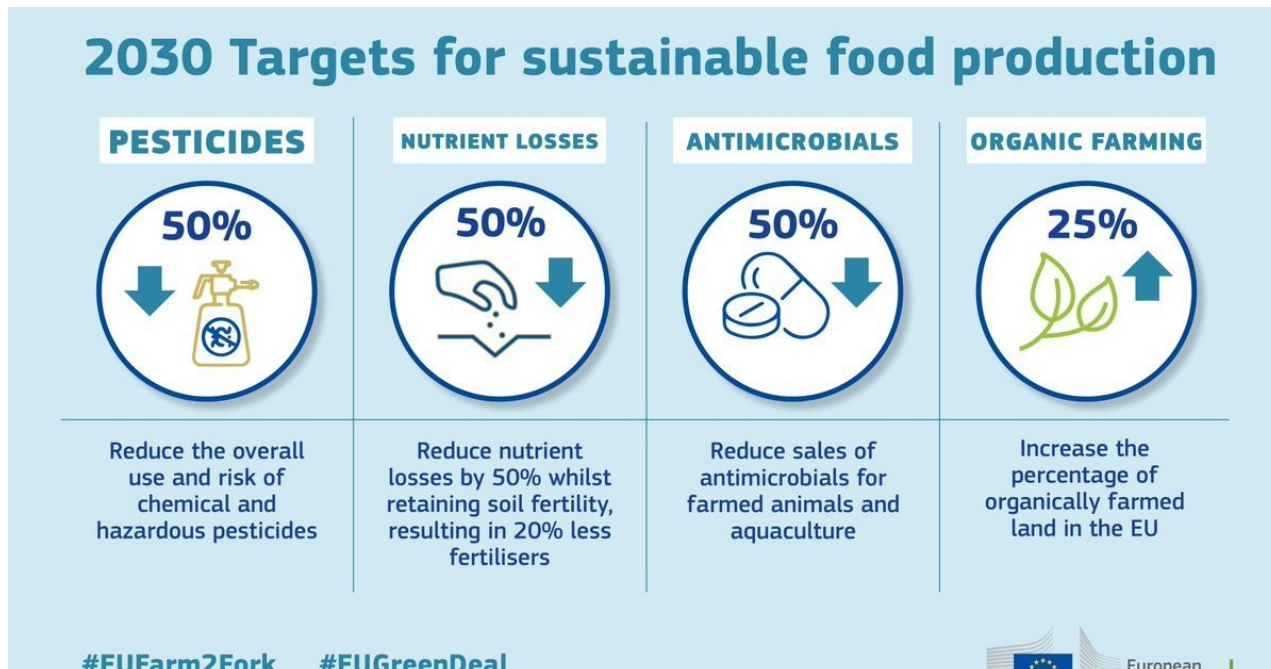 2030 Targets for sustainable food production
PESTICIDES
50%
Reduce the overall
use and risk of
chemical and
hazardous pesticides
NUTRIENT LOSSES
50%
Reduce nutrient
losses by 50% whilst
retaining soil fertility,
resulting in 20% less
fertilisers
ANTIMICROBIALS
50%
Reduce sales of
antimicrobials for
farmed animals and
aquaculture
ORGANIC FARMING
25%
Increase the
percentage of
organically farmed
land in the EU
#EUFarm2Fork #EUGreenDeal
European